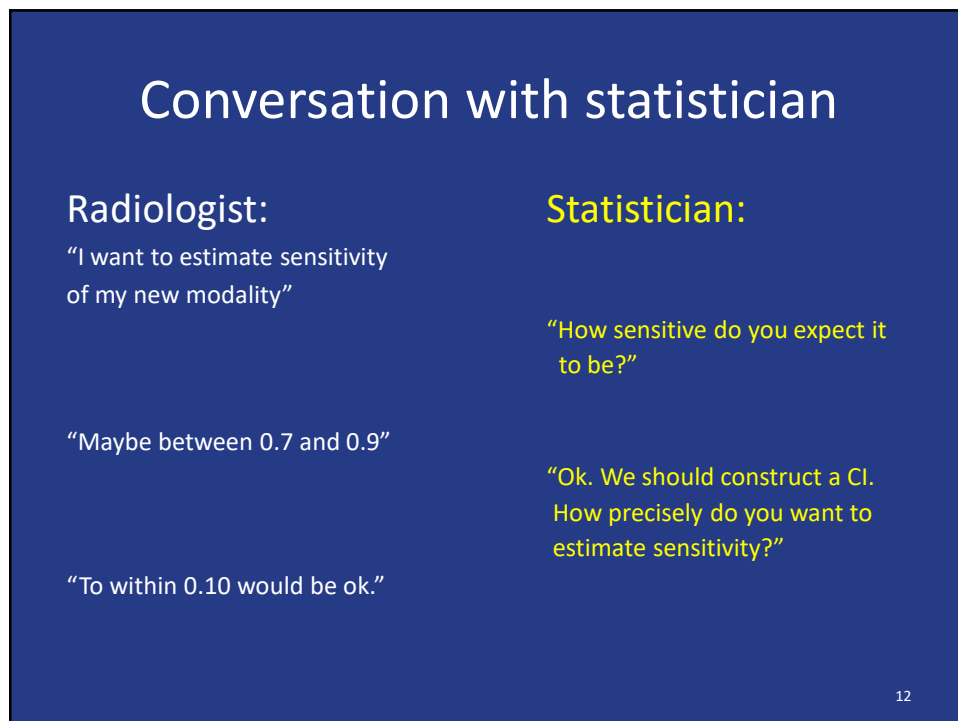 Conversation with statistician
Radiologist:
“I want to estimate sensitivity
of my new modality”
Statistician:
“How sensitive do you expect it
to be?”
“Maybe between 0.7 and 0.9”
“Ok. We should construct a CI.
How precisely do you want to
estimate sensitivity?”
“To within 0.10 would be ok.”
12